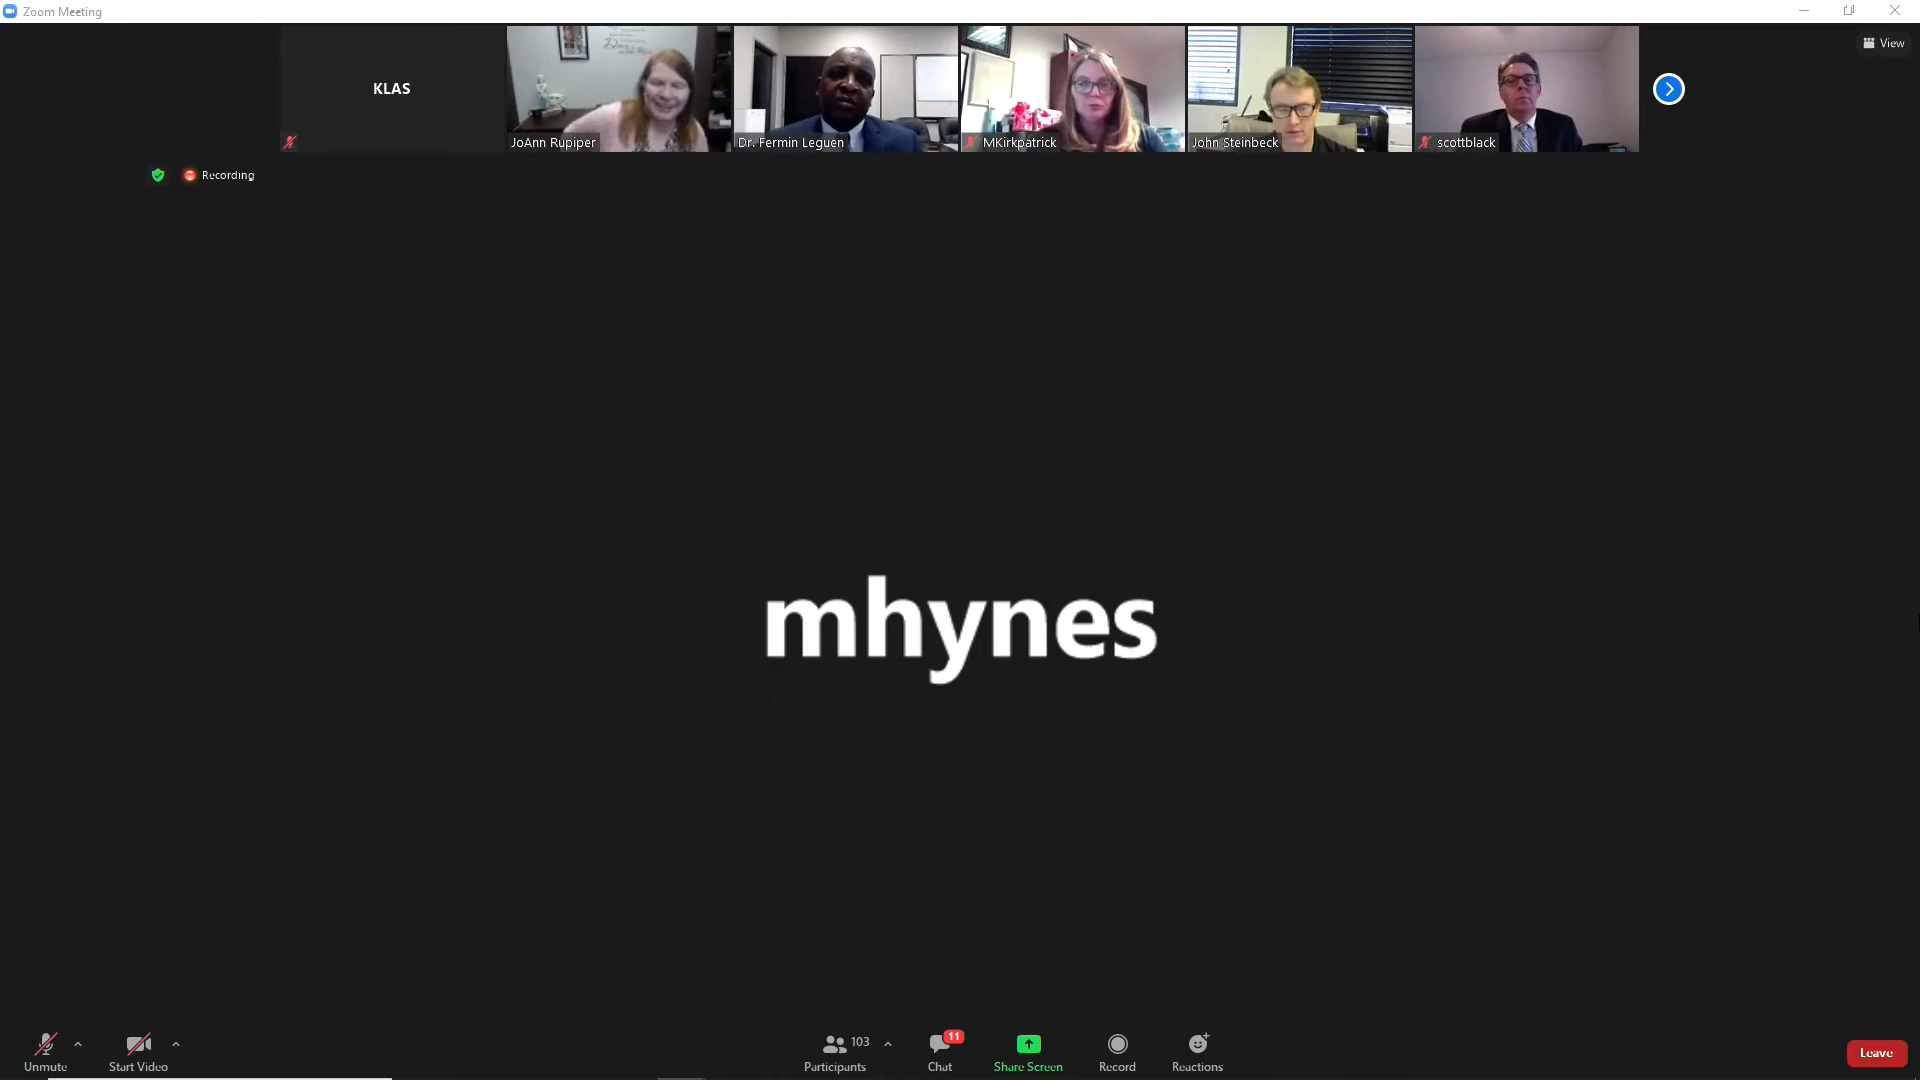 Zoom Meeting
View
KLAS
JoAnn Rupiper
Dr. Fermin Leguen
MKirkpatrick
John Steinbeck
scottblack
Recording
mhynes
103
11
Unmute
Start Video
Participants
Chat
Share Screen
Record
Reactions
Leave